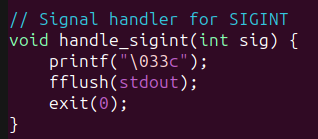 // Signal handler for SIGINT
void handle_sigint(int sig) {
    printf("\033c");
    fflush(stdout);
    exit(0);
}